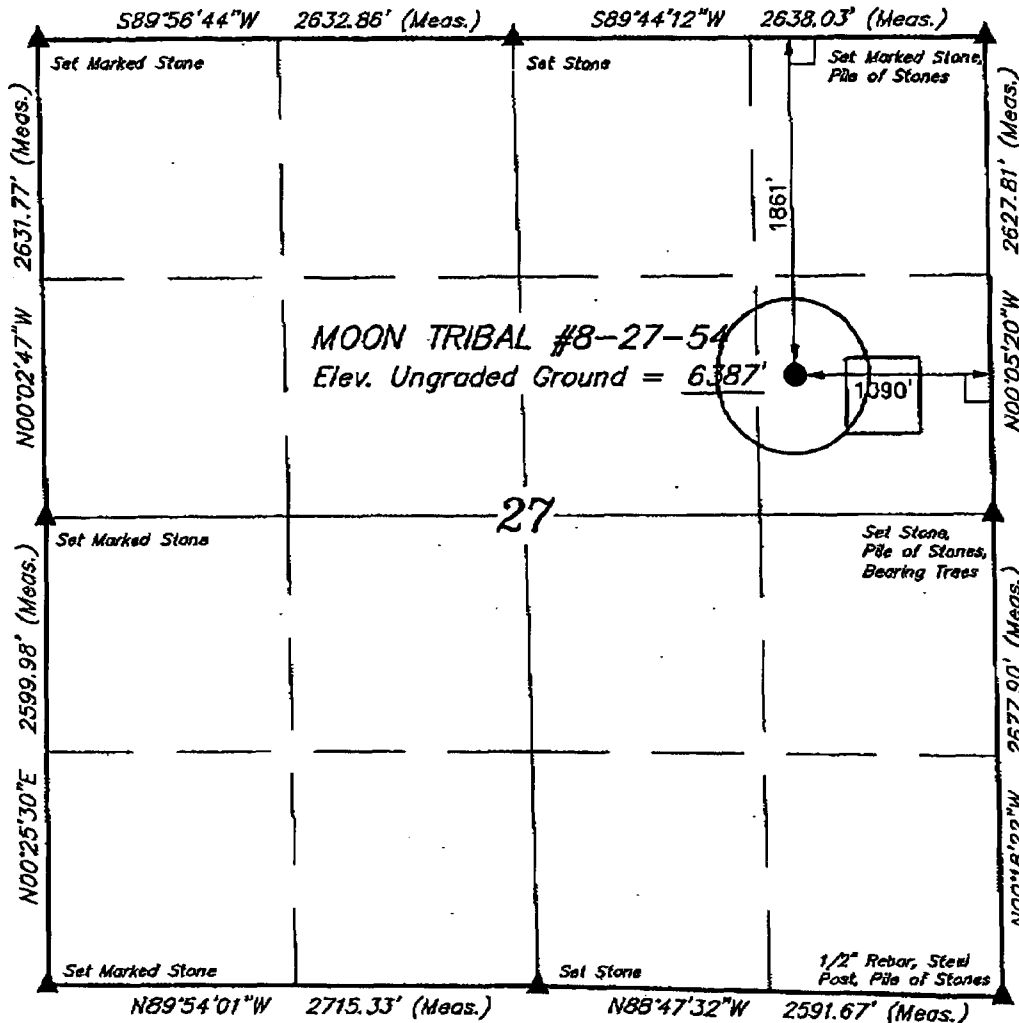 S89°56'44"W 2632.86' (Meas.)
S89°44'12"W 2638.03' (Meas.)
Set Marked Stone
Set Stone
Set Marked Stone,
Pile of Stones
N00°02'47"W 2631.77' (Meas.)
1861'
N00°05'20"W 2627.81' (Meas.)
MOON TRIBAL #8-27-54
Elev. Ungraded Ground = 6387'
1090'
27
Set Marked Stone
Set Stone,
Pile of Stones,
Bearing Trees
N00°25'30"E 2599.98' (Meas.)
(Meas.)
Set Marked Stone
Set Stone
1/2" Rebar, Steel
Post, Pile of Stones
N89°54'01"W 2715.33' (Meas.)
N88°47'32"W 2591.67' (Meas.)